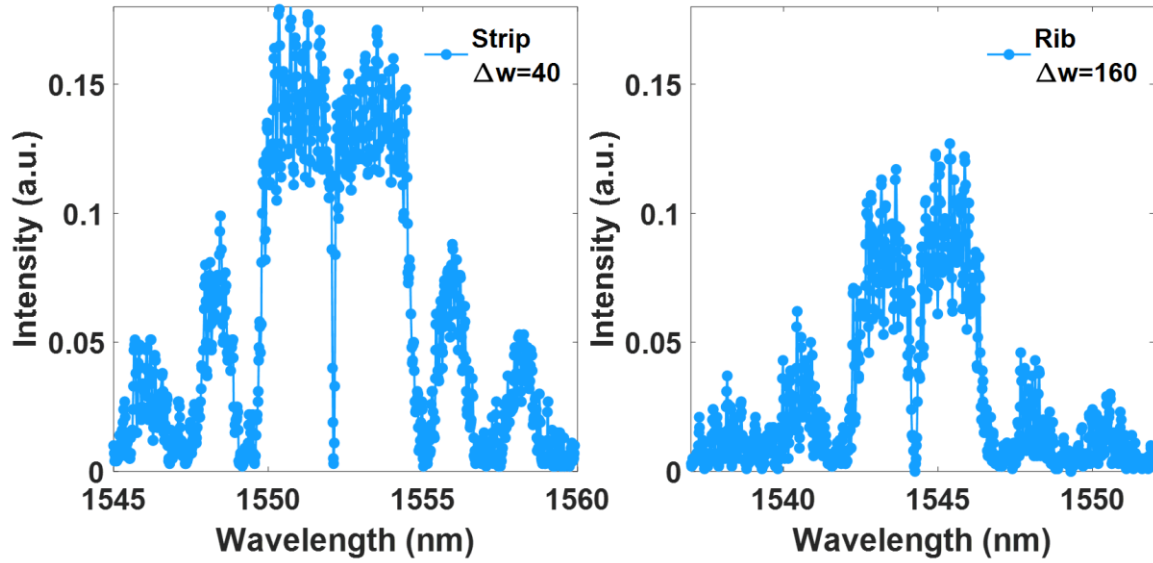 Strip
Δw=40
0.15
0.1
0.05
0
Intensity (a.u.)
1545
1550
1555
1560
Wavelength (nm)
Rib
Δw=160
0.15
0.1
0.05
0
Intensity (a.u.)
1540
1545
1550
Wavelength (nm)